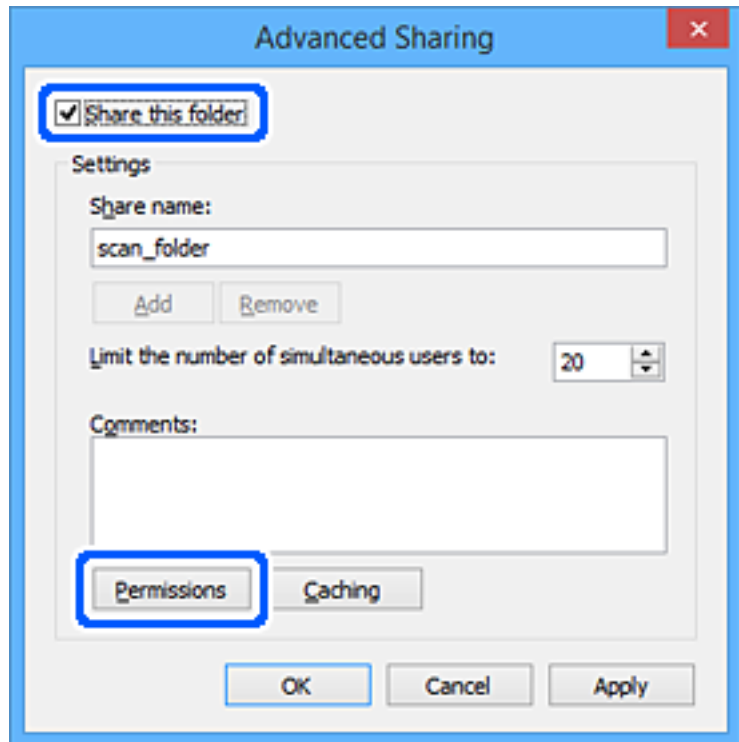 Advanced Sharing
Share this folder
Settings
Share name:
scan_folder
Add Remove
Limit the number of simultaneous users to: 20
Comments:
Permissions Caching
OK Cancel Apply